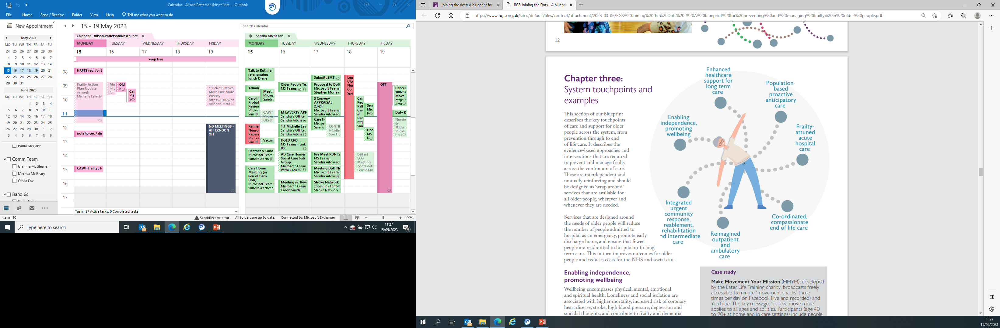 Calendar - Alison.Patterson@hscni.net - Outlook
File Home Send / Receive Folder View Help Tell me what you want to do
New Appointment
15 - 19 May 2023
Search Calendar
May 2023
MO TU WE TH FR SA SU
24 25 26 27 28 29 30
1 2 3 4 5 6 7
8 9 10 11 12 13 14
15 16 17 18 19 20 21
22 23 24 25 26 27 28
29 30 31
June 2023
MO TU WE TH FR SA SU
1 2 3 4
5 6 7 8 9 10 11
12 13 14 15 16 17 18
19 20 21 22 23 24 25
26 27 28 29 30 1 2
3 4 5 6 7 8 9
Paula McCann
Comm Team
Grainne McGleenan
Merrisa McGeary
Olivia Fox
Band 6s
Calendar - Alison.Patterson@hscni.net
MONDAY TUESDAY WEDNESDAY THURSDAY FRIDAY
15 16 17 18 19
keep free
08
09
10
11
12
13
14
15
16
17
HRPTS req. for b
Frailty Action
Plan Update
Armagh
Michelle Laverty
note to cex / dir
CAWT Frailty ; M
Mo
Mic
Am
Old
Car
MS
10026736 Move
More Live More
Weekly
https://us02web
Amanda McM
NO MEETINGS -
AFTERNOON
OFF
Tasks: 27 Active tasks, 0 Completed tasks
Sandra Aitcheson
MONDAY TUESDAY WEDNESDAY THURSDAY FRIDAY
15 16 17 18 19
Talk to Ruth re
re-arranging
lunch Diane
Admin
Meet I
Micros
Sandra
Carolin
Probat
Review
Micros
San
CAWT
Micros
Refine
Neuro
Papers
MS Tea
San
Vaccin
Heather & Sand
Microsoft Teams
Sandra Aitche
Care Home
Meeting (in
lieu of Bank
Hols)
Microsoft Teams
Sandra Aitcheso
Older People Tea
MS Teams;
M LAVERTY APF
Sandra's Office
Sandra Aitcheso
1:1 Michelle Lav
Sandra's Office ,
Sandra Aitche
HOLD CPD
MS Teams - Link
tbc
AD Care Homes
Social Care Sub
Group
Microsoft Teams
Patrick Ma
Meeting re. Revi
Microsoft Teams
Caron Smith
Submitt SMT
Proposal to DoH
Microsoft Teams
Stephen Murray
S Convery
APPRAISAL
23-24
Microsoft Teams
Sandra Aitcheso
Care H
Micros
San
CONFI
6 Colle
Soo Hu
Pre Meet RDNFS
MS Teams
Sandra Aitcheso
Meeting DoH Nu
Microsoft Teams
Sandra Aitche
Stroke Network
zoom link to foll
Stroke Network
Leg
Ulce
Nur
Cor
Spe
Car
Reg
Pall
Car
in
Par
http
Saik
Sen
Mic
Ope
MS
Belfast
LCG
Meeting
Zoom deta
Bernie Mo
OFF
Cancel
100267
Move
https:/
Ama
Duty R
Nursin
&
Midwi
Micros
Crea
Items: 10
Send/Receive error All folders are up to date. Connected to: Microsoft Exchange 100%
Type here to search
11:27
15/05/2023
4
Joining the dots: A blueprint for
BGS Joining the Dots - A bluepri
https://www.bgs.org.uk/sites/default/files/content/attachment/2023-03-06/BGS%20Joining%20the%20Dots%20-%20A%20blueprint%20for%20preventing%20and%20managing%20frailty%20in%20older%20people.pdf
12
Chapter three:
System touchpoints and
examples
This section of our blueprint
describes the key touchpoints
of care and support for older
people across the system, from
prevention through to end
of life care. It describes the
evidence-based approaches and
interventions that are required
to prevent and manage frailty
across the continuum of care.
These are interdependent and
mutually reinforcing and should
be designed as ‘wrap around’
services that are available for
all older people, wherever and
whenever they are needed.
Services that are designed around
the needs of older people will reduce
the number of people admitted to
hospital as an emergency, promote early
discharge home, and ensure that fewer
people are readmitted to hospital or to long
term care. This in turn improves outcomes for older
people and reduces costs for the NHS and social care.
Enhanced
healthcare
support for
long term
care
Population-
based
proactive
anticipatory
care
Frailty-
attuned
acute
hospital
care
Enabling
independence,
promoting
wellbeing
Integrated
urgent
community
response,
reablement,
rehabilitation
nd intermediate
care
Reimagined
outpatient
and
ambulatory
care
Co-ordinated,
compassionate
end of life care
Enabling independence,
promoting wellbeing
Wellbeing encompasses physical, mental, emotional
and spiritual health. Loneliness and social isolation are
associated with higher mortality, increased risk of coronary
heart disease, stroke, high blood pressure, depression and
suicidal thoughts, and contribute to frailty and dementia
Case study
Make Movement Your Mission (MMYM), developed
by the Later Life Training charity, broadcasts freely
accessible 15 minute ‘movement snacks’ three
times per day on Facebook (live and recorded) and
YouTube. The key message, ‘sit less, move more’
applies to all ages and abilities. Participants (age 40
to 90+ at home and in care settings) include people
11:27
15/05/2023